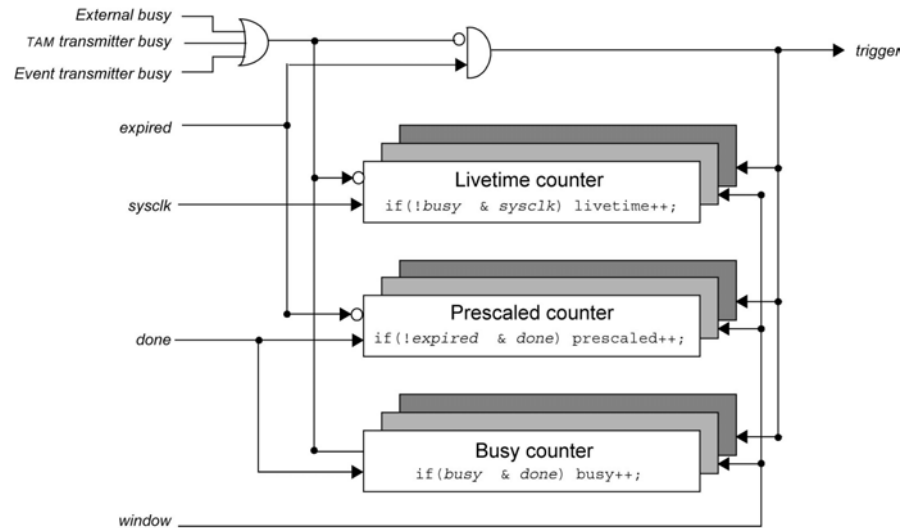 External busy
TAM transmitter busy
Event transmitter busy
trigger
expired
Livetime counter
if(!busy & sysclk) livetime++;
sysclk
Prescaled counter
if(!expired & done) prescaled++;
done
Busy counter
if(busy & done) busy++;
window